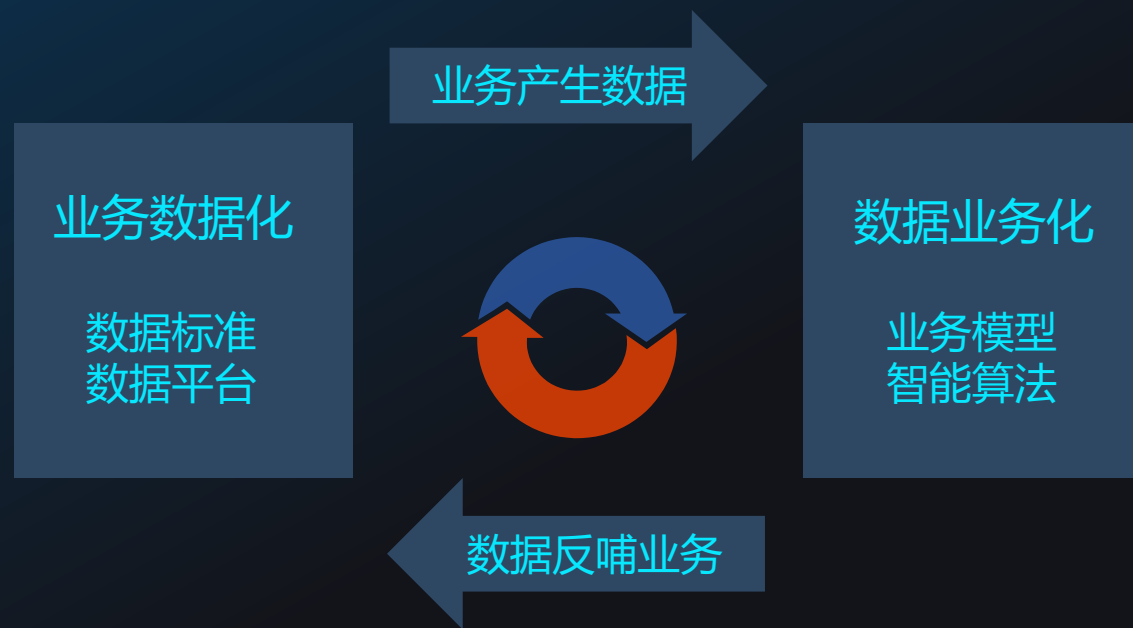 业务产生数据
业务数据化
数据标准
数据平台
数据业务化
业务模型
智能算法
数据反哺业务